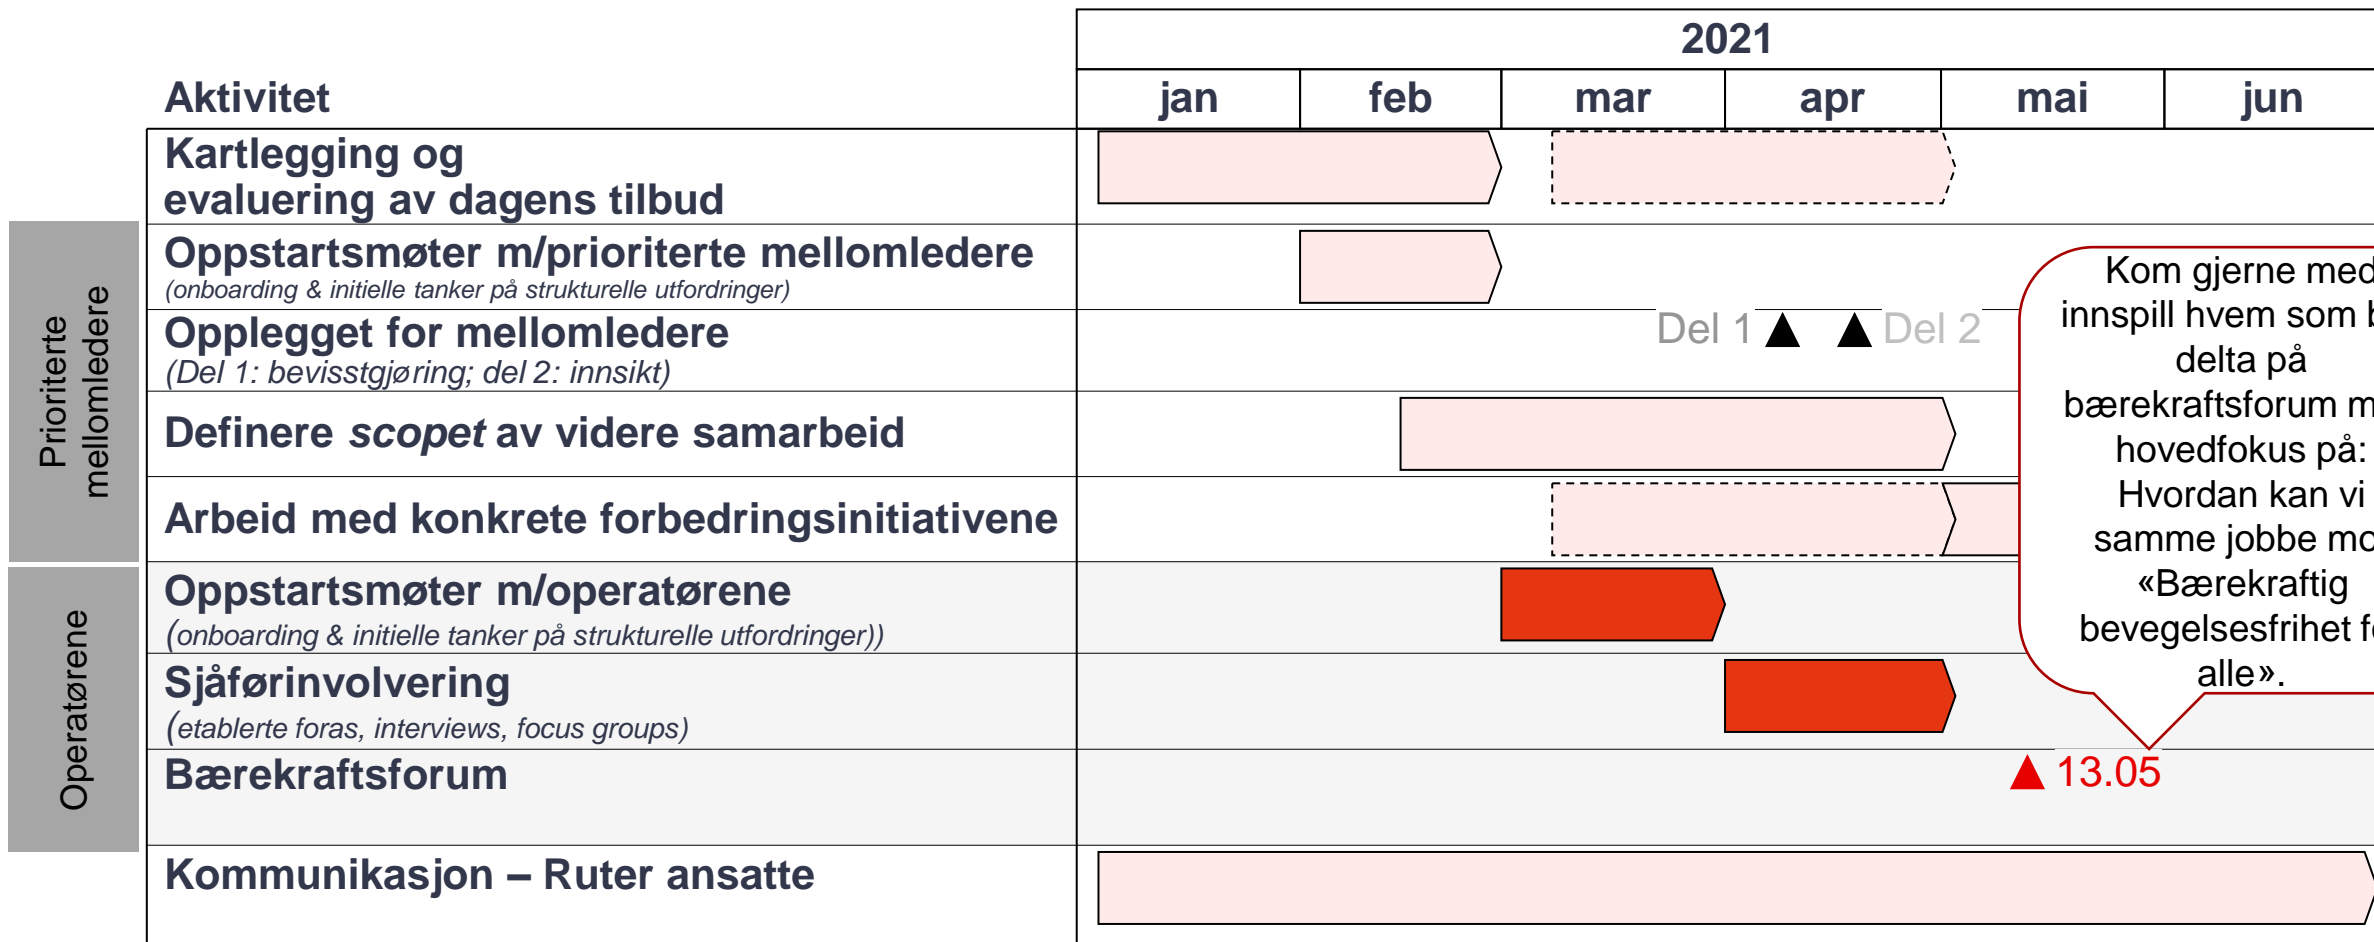 2021
Aktivitet
jan
feb
mar
apr
mai
jun
Kartlegging og
evaluering av dagens tilbud
Prioriterte
mellomledere
Oppstartsmøter m/prioriterte mellomledere
(onboarding & initielle tanker på strukturelle utfordringer)
Opplegget for mellomledere
(Del 1: bevisstgjøring; del 2: innsikt)
Del 1
Del 2
Definere scopet av videre samarbeid
Arbeid med konkrete forbedringsinitiativene
Kom gjerne med
innspill hvem som
delta på
bærekraftsforum
hovedfokus på:
Hvordan kan vi
samme jobbe
«Bærekraftig
bevegelsesfrihet
alle».
Operatørene
Oppstartsmøter m/operatørene
(onboarding & initielle tanker på strukturelle utfordringer))
Sjåførinvolvering
(etablerte foras, interviews, focus groups)
Bærekraftsforum
13.05
Kommunikasjon – Ruter ansatte